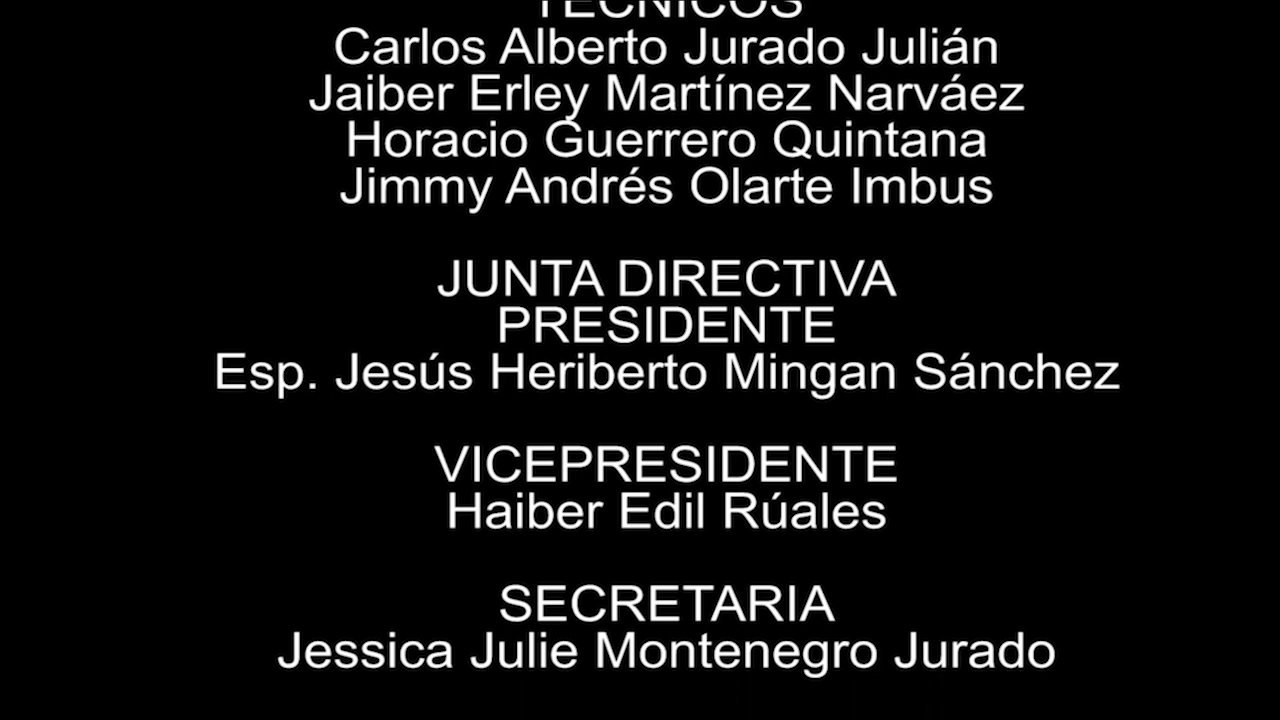 TÉCNICOS
Carlos Alberto Jurado Julián
Jaiber Erley Martínez Narváez
Horacio Guerrero Quintana
Jimmy Andrés Olarte Imbus
JUNTA DIRECTIVA
PRESIDENTE
Esp. Jesús Heriberto Mingan Sánchez
VICEPRESIDENTE
Haiber Edil Rúales
SECRETARIA
Jessica Julie Montenegro Jurado